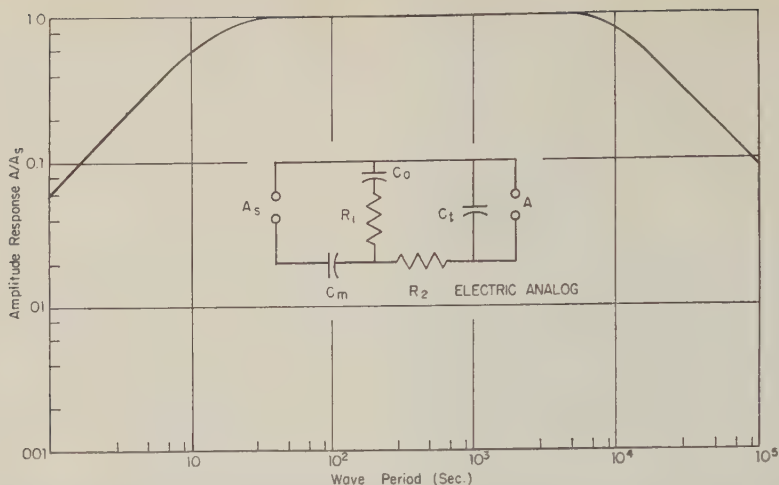 1.0
0.1
.01
.001
Amplitude Response A/As
As
Co
R1
Ct
A
Cm
R2
ELECTRIC ANALOG
10
10²
10³
10⁴
10⁵
Wave Period (Sec.)